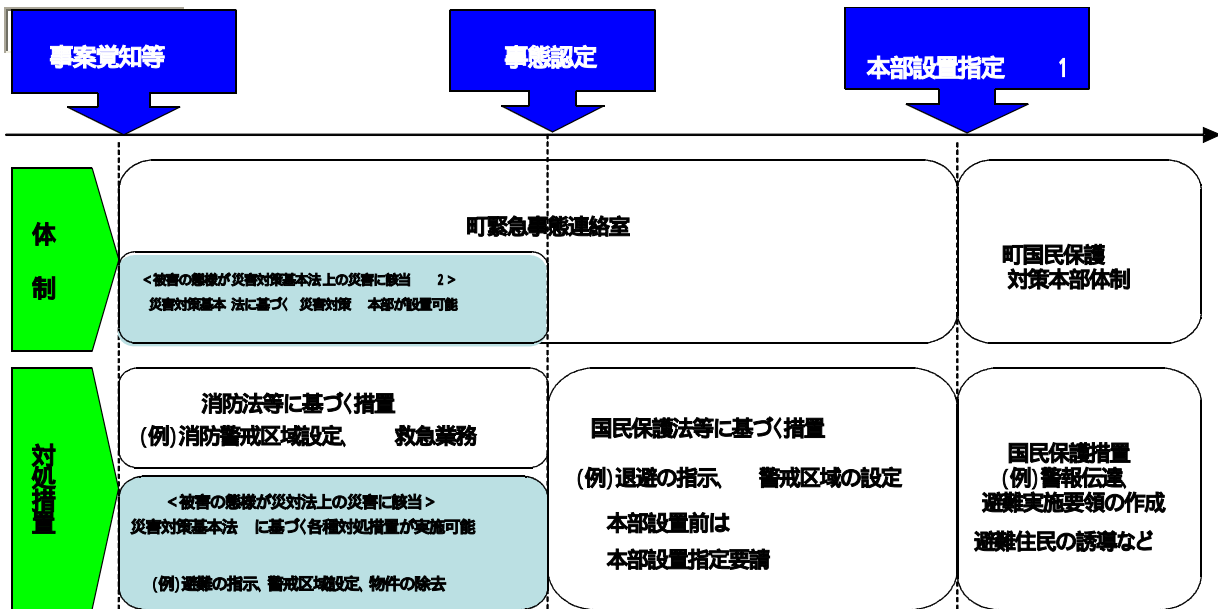 事案覚知等
事態認定
本部設置指定　1
体制
町緊急事態連絡室
<被害の態様が災害対策基本法上の災害に該当　2>
災害対策基本 法に基づく 災害対策 本部が設置可能
町国民保護
対策本部体制
対処措置
消防法等に基づく措置
(例)消防警戒区域設定、 救急業務
<被害の態様が災対法上の災害に該当>
災害対策基本法 に基づく各種対処措置が実施可能
(例)避難の指示、警戒区域設定、物件の除去
国民保護法等に基づく措置
(例)退避の指示、 警戒区域の設定
本部設置前は
本部設置指定要請
国民保護措置
(例)警報伝達、
避難実施要領の作成
避難住民の誘導など